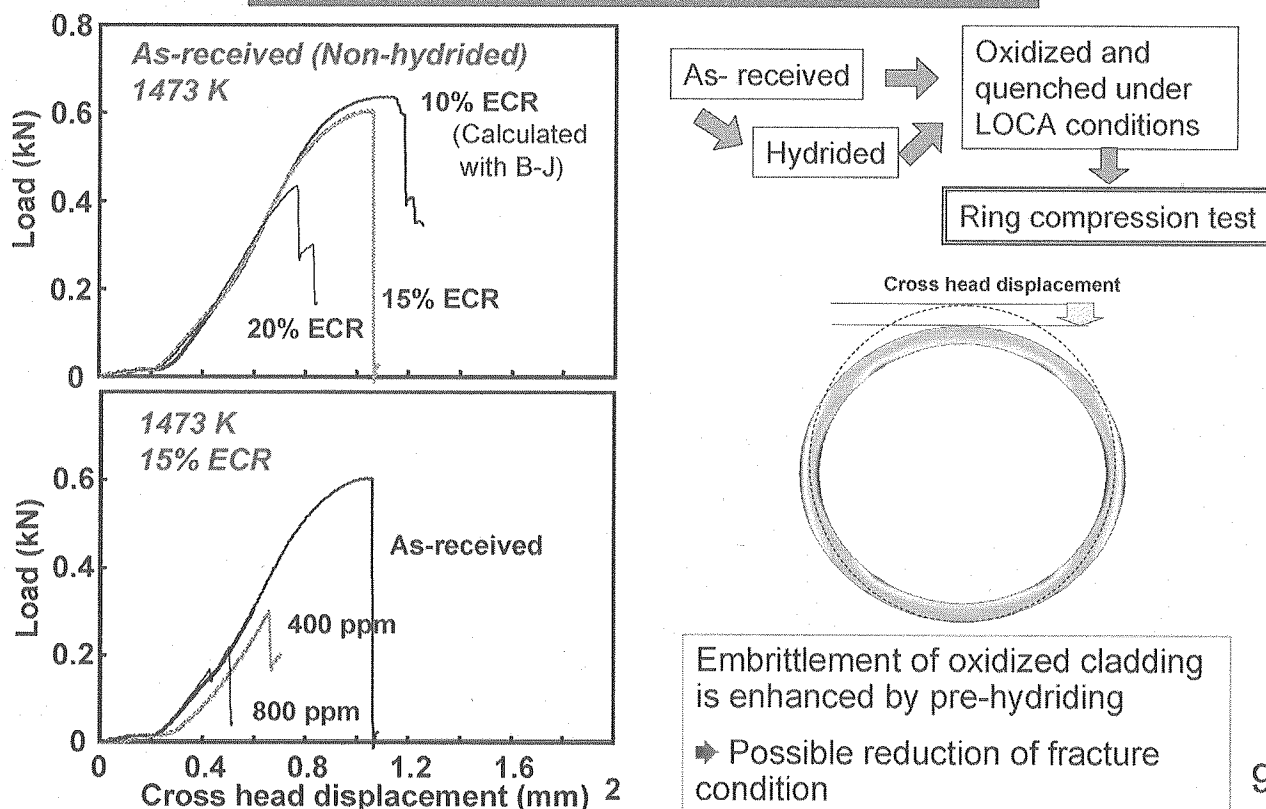 0.8
0.6
0.4
0.2
0
Load (kN)
As-received (Non-hydrided)
1473 K
10% ECR
(Calculated
with B-J)
15% ECR
20% ECR
0.6
0.4
0.2
0
Load (kN)
1473 K
15% ECR
As-received
400 ppm
800 ppm
0 0.4 0.8 1.2 1.6 2
Cross head displacement (mm)
As- received
Hydrided
Oxidized and
quenched under
LOCA conditions
Ring compression test
Cross head displacement
Embrittlement of oxidized cladding
is enhanced by pre-hydriding
Possible reduction of fracture
condition
9